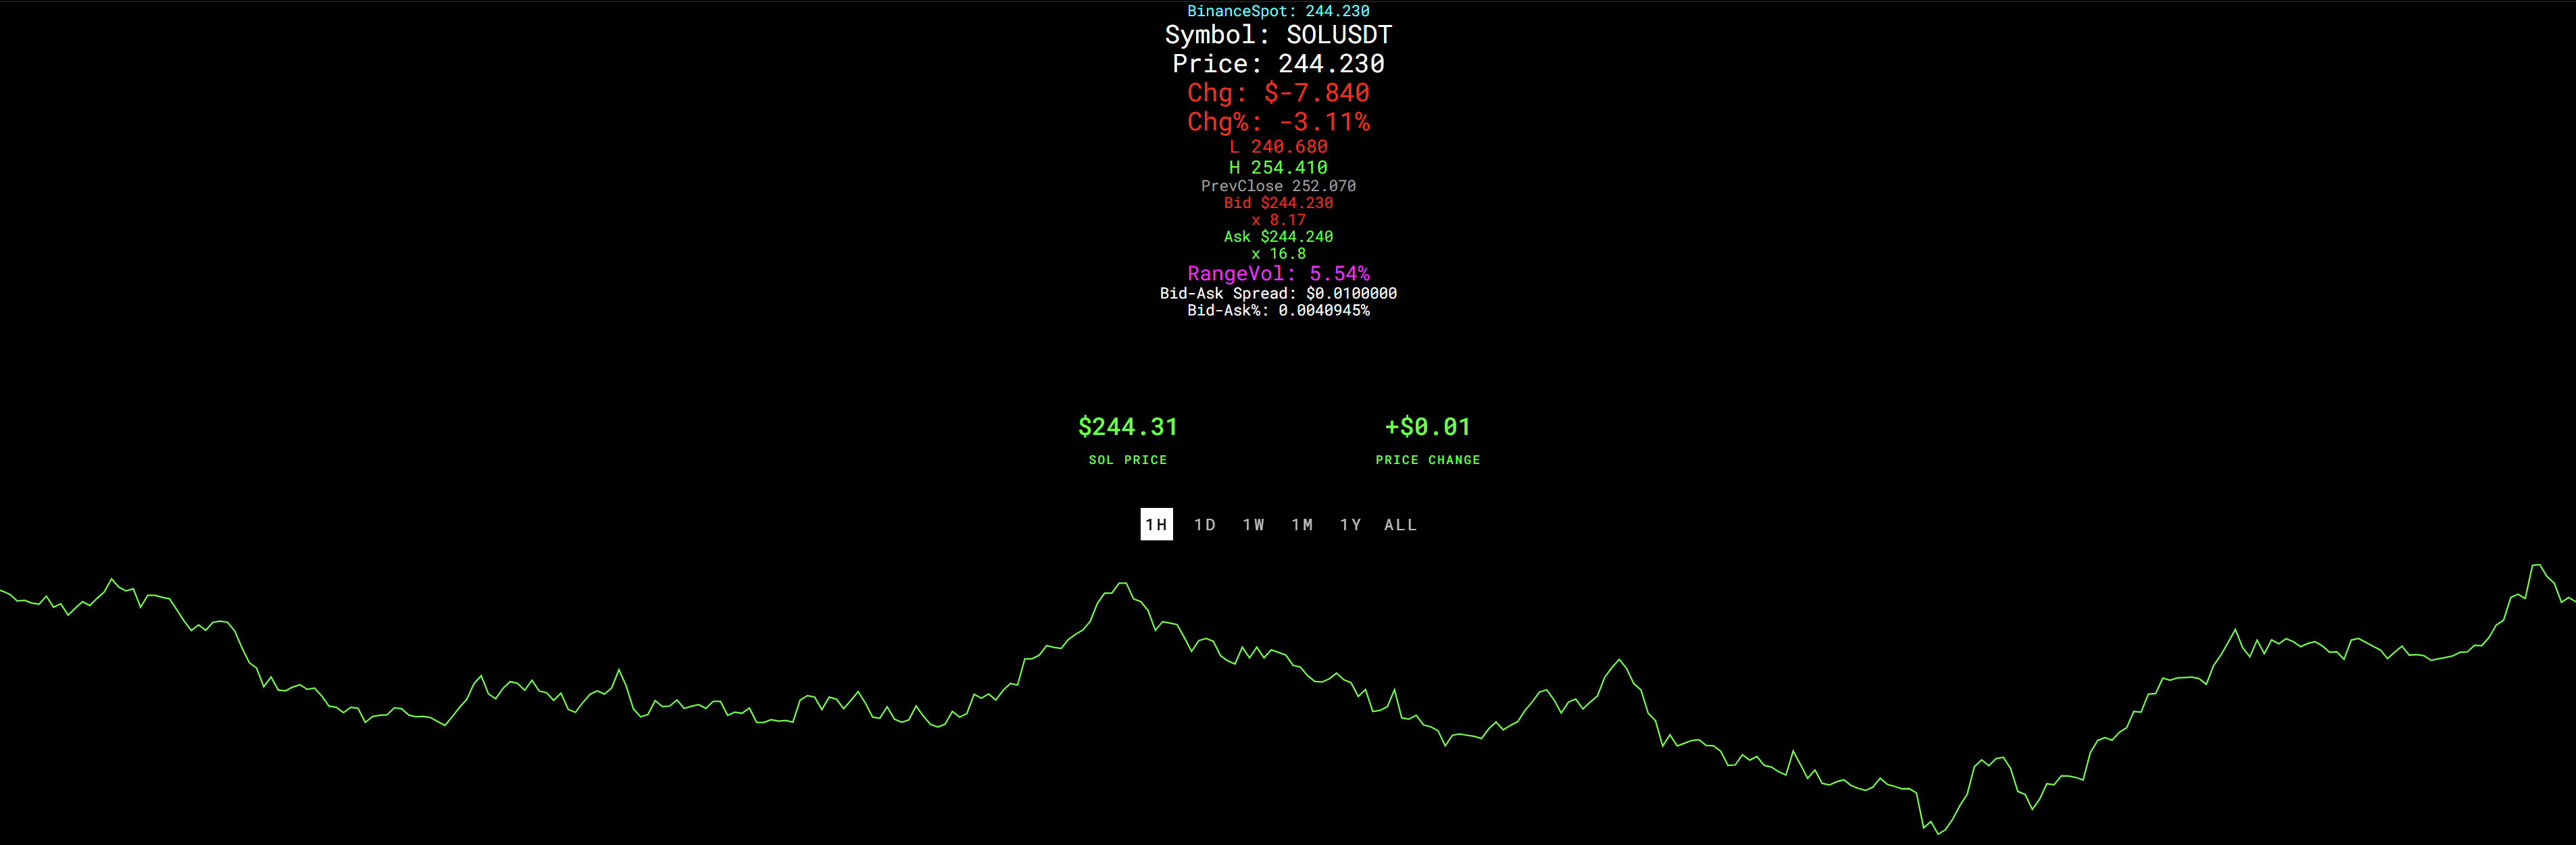 BinanceSpot: 244.230
Symbol: SOLUSDT
Price: 244.230
Chg: $-7.840
Chg%: -3.11%
L 240.680
H 254.410
PrevClose 252.070
Bid $244.230
x 8.17
Ask $244.240
x 16.8
RangeVol: 5.54%
Bid-Ask Spread: $0.0100000
Bid-Ask%: 0.0040945%
$244.31 +$0.01
SOL PRICE PRICE CHANGE
1H 1D 1W 1M 1Y ALL